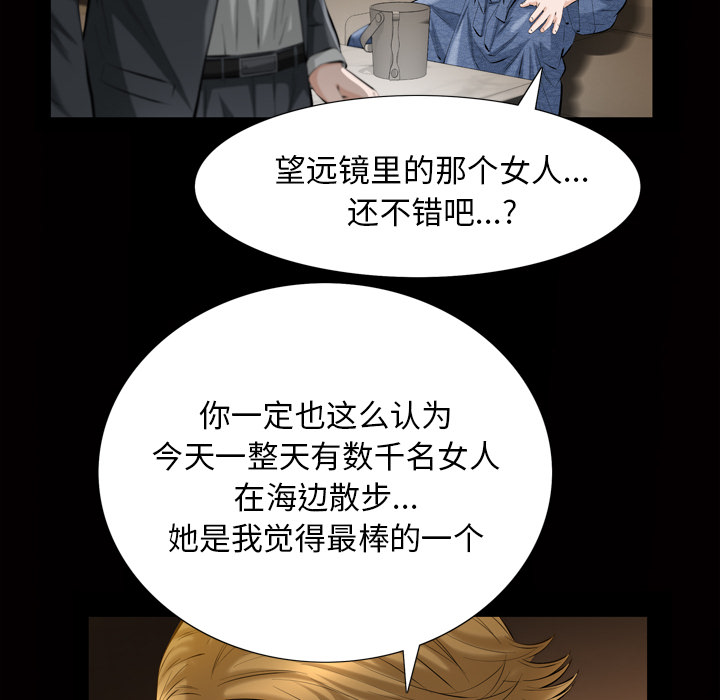 望远镜里的那个女人...
还不错吧...?
你一定也这么认为
今天一整天有数千名女人
在海边散步...
她是我觉得最棒的一个